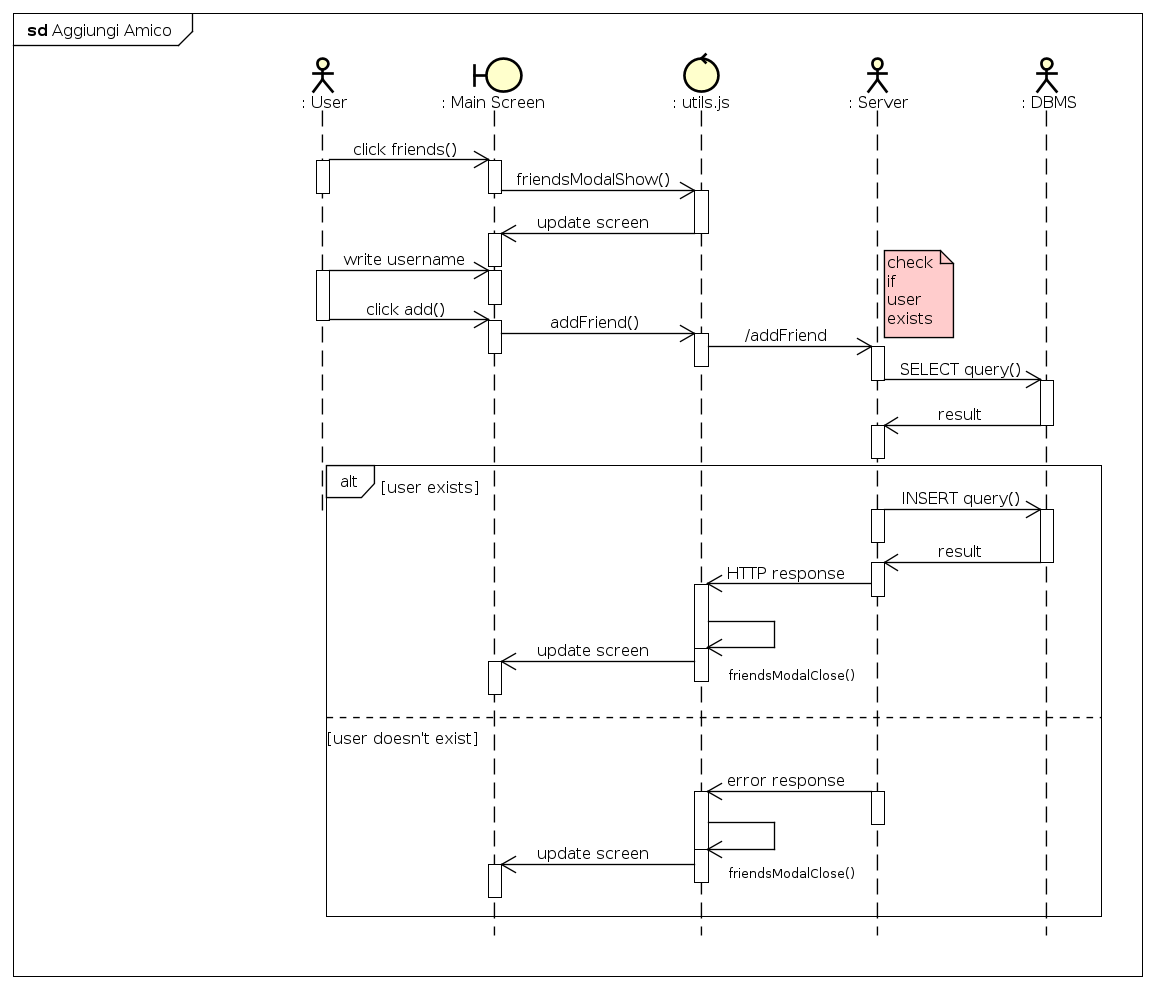 sd Aggiungi Amico
: User
: Main Screen
: utils.js
: Server
: DBMS
click friends()
friendsModalShow()
update screen
write username
check
if
user
exists
click add()
addFriend()
/addFriend
SELECT query()
result
alt
[user exists]
INSERT query()
result
HTTP response
update screen
friendsModalClose()
[user doesn't exist]
error response
update screen
friendsModalClose()